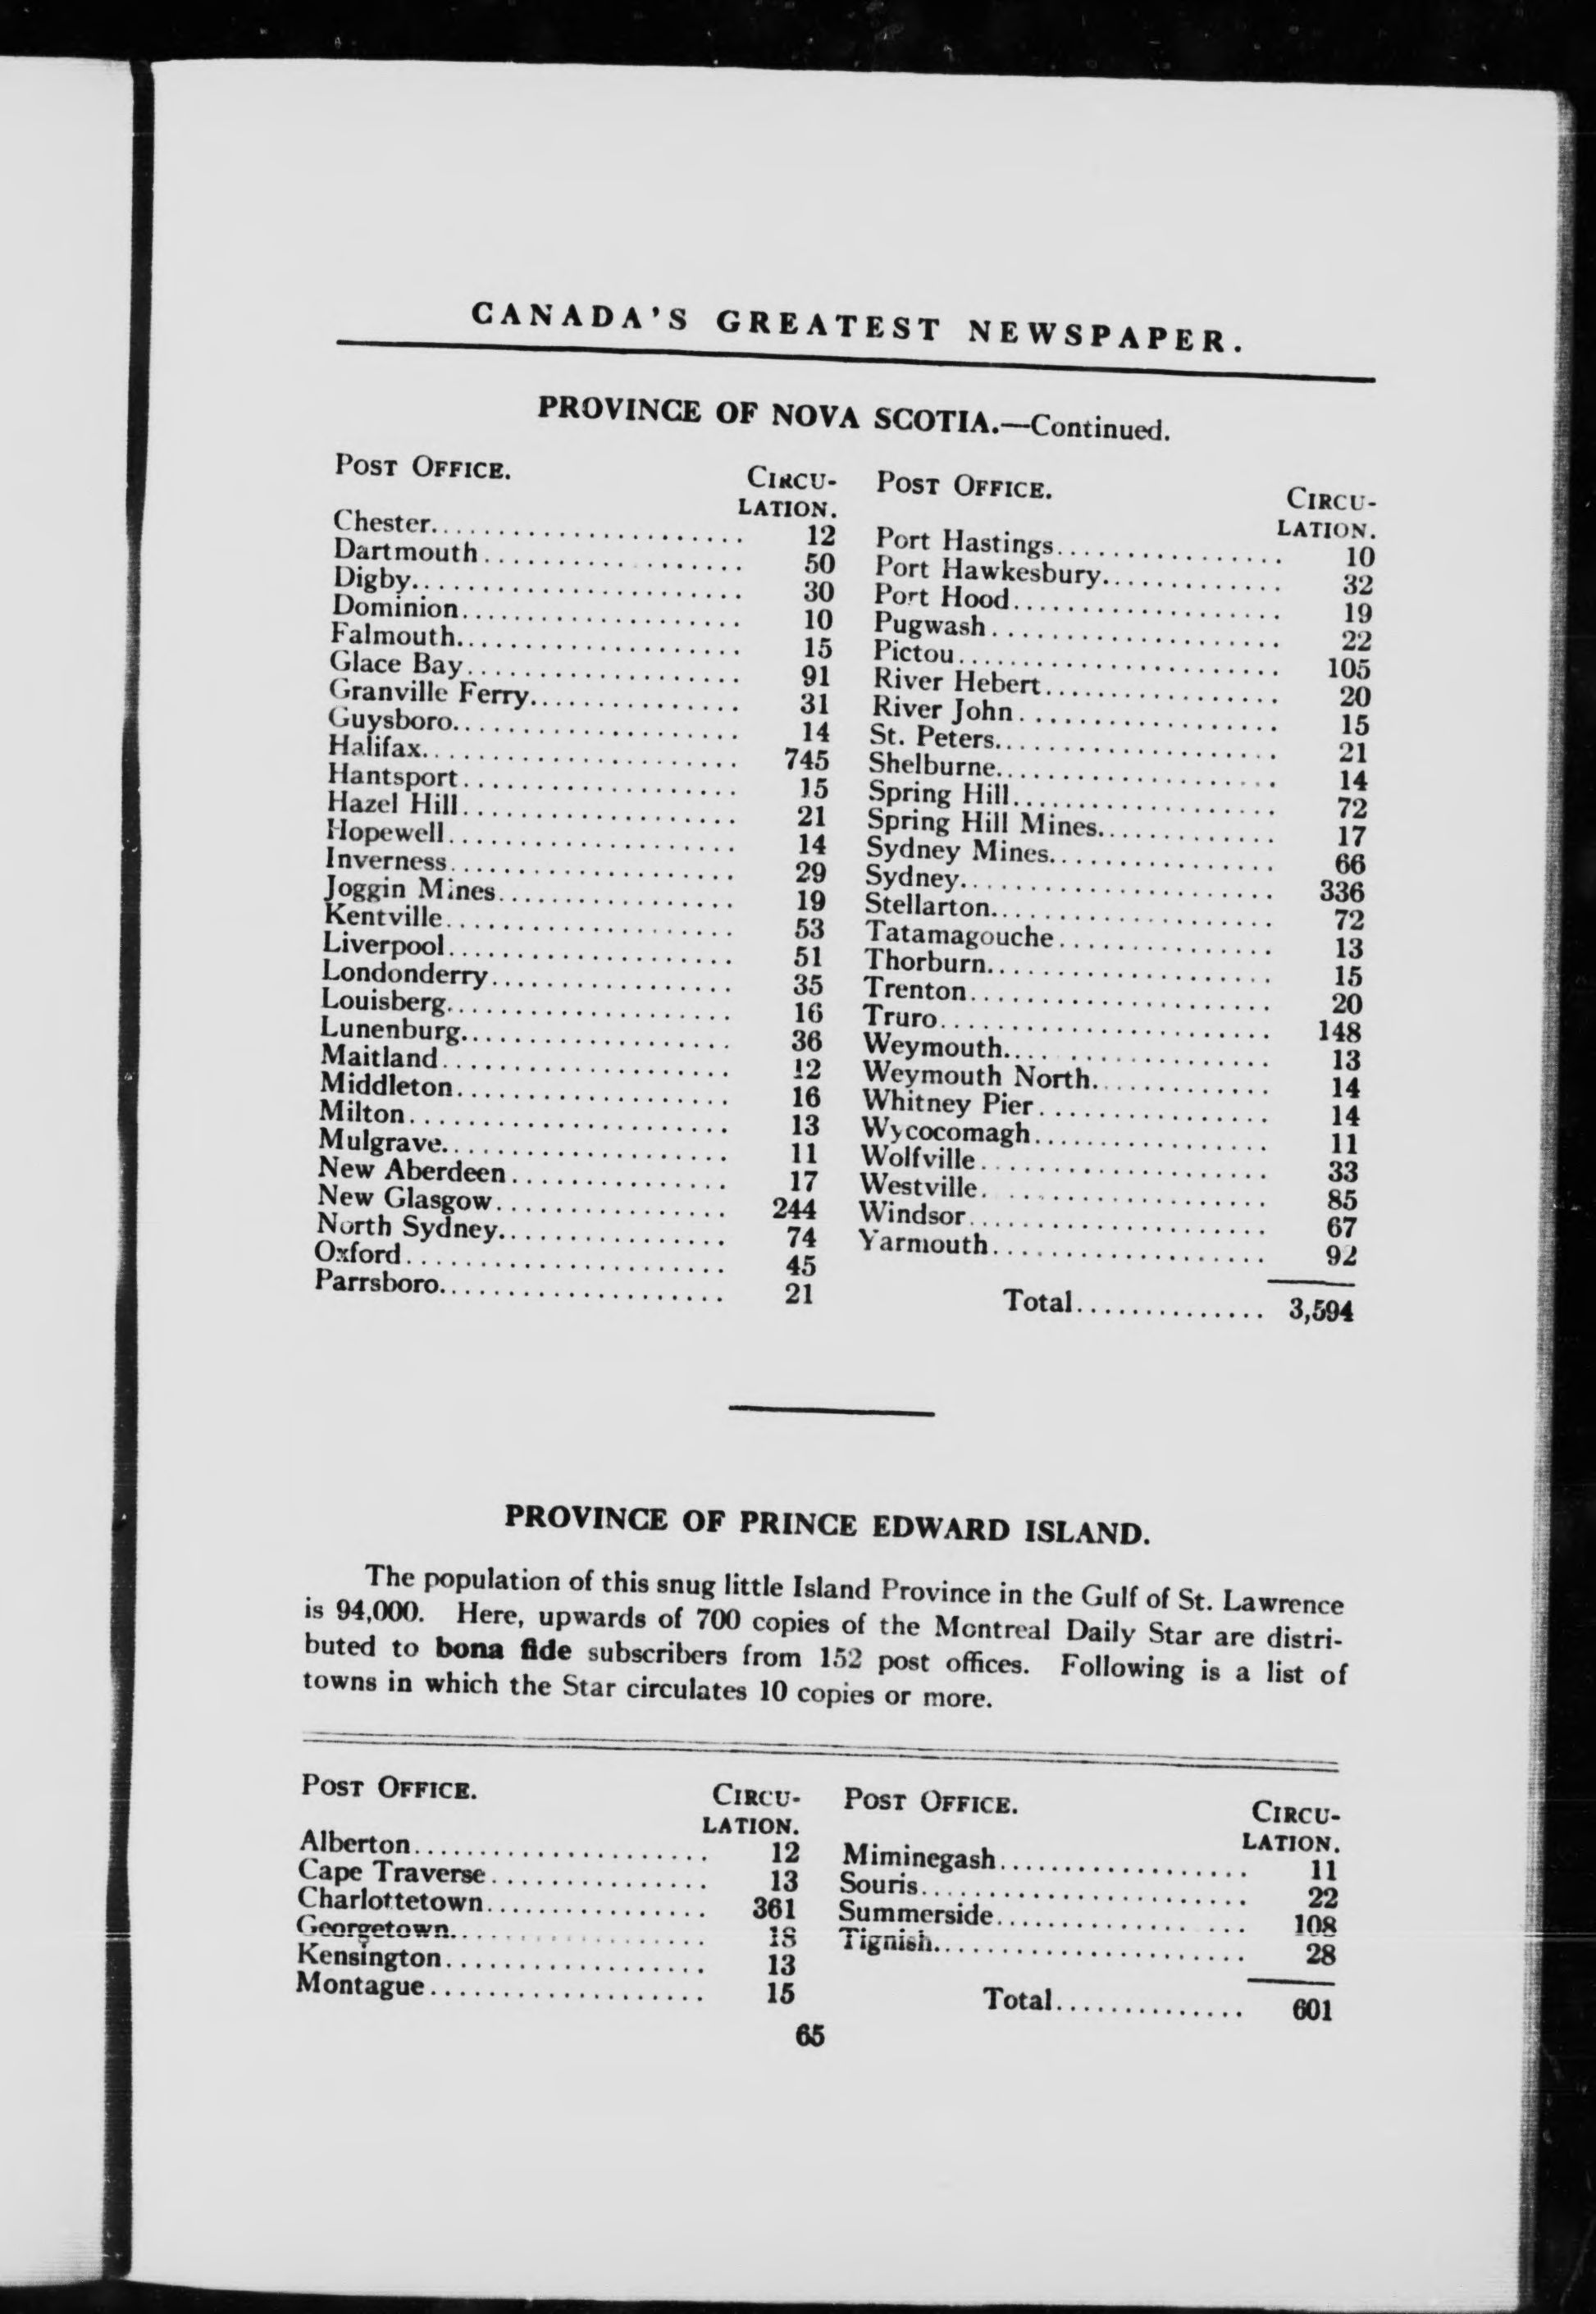 CANADA'S GREATEST NEWSPAPER.
PROVINCE OF NOVA SCOTIA.—Continued.
POST OFFICE.
CIRCU-
LATION.
Chester..................... 12
Dartmouth................... 50
Digby........................ 30
Dominion..................... 10
Falmouth..................... 15
Glace Bay.................... 91
Granville Ferry............... 31
Guysboro..................... 14
Halifax....................... 745
Hantsport.................... 15
Hazel Hill.................... 21
Hopewell..................... 14
Inverness..................... 29
Joggin Mines................. 19
Kentville..................... 53
Liverpool..................... 51
Londonderry.................. 35
Louisberg..................... 16
Lunenburg.................... 36
Maitland..................... 12
Middleton.................... 16
Milton....................... 13
Mulgrave..................... 11
New Aberdeen................ 17
New Glasgow................. 244
North Sydney................. 74
Oxford....................... 45
Parrsboro..................... 21
POST OFFICE.
CIRCU-
LATION.
Port Hastings................ 10
Port Hawkesbury............. 32
Port Hood.................... 19
Pugwash..................... 22
Pictou........................ 105
River Hebert................. 20
River John................... 15
St. Peters..................... 21
Shelburne.................... 14
Spring Hill................... 72
Spring Hill Mines............. 17
Sydney Mines................. 66
Sydney....................... 336
Stellarton..................... 72
Tatamagouche................ 13
Thorburn..................... 15
Trenton...................... 20
Truro........................ 148
Weymouth................... 13
Weymouth North............. 14
Whitney Pier................. 14
Wycocomagh................. 11
Wolfville..................... 33
Westville..................... 85
Windsor...................... 67
Yarmouth.................... 92
Total.............. 3,594
PROVINCE OF PRINCE EDWARD ISLAND.
The population of this snug little Island Province in the Gulf of St. Lawrence
is 94,000. Here, upwards of 700 copies of the Montreal Daily Star are distri-
buted to bona fide subscribers from 152 post offices. Following is a list of
towns in which the Star circulates 10 copies or more.
POST OFFICE.
CIRCU-
LATION.
Alberton...................... 12
Cape Traverse................ 13
Charlottetown................ 361
Georgetown................... 18
Kensington................... 13
Montague.................... 15
POST OFFICE.
CIRCU-
LATION.
Miminegash.................. 11
Souris........................ 22
Summerside.................. 108
Tignish....................... 28
Total.............. 601
65